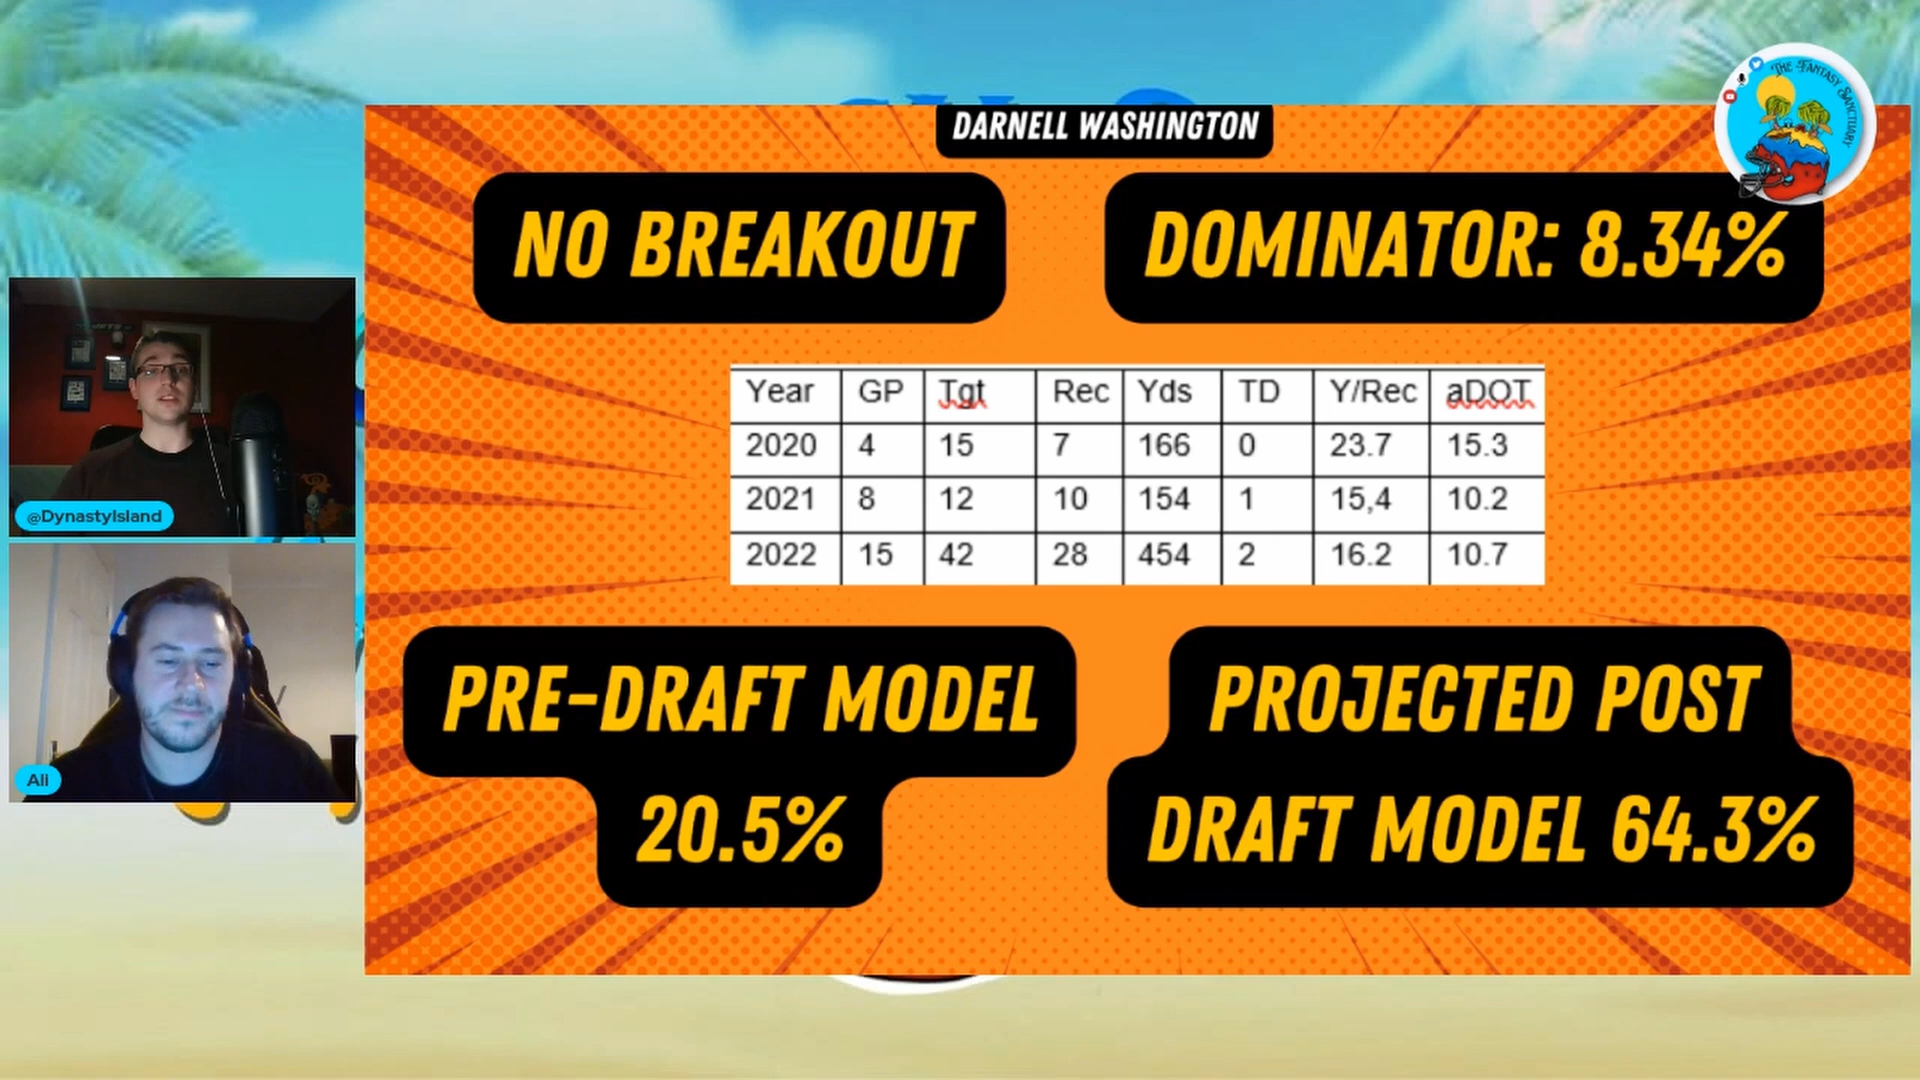 THE FANTASY SANCTUARY
DARNELL WASHINGTON
NO BREAKOUT
DOMINATOR: 8.34%
Year GP Tgt Rec Yds TD Y/Rec aDOT
2020 4 15 7 166 0 23.7 15.3
2021 8 12 10 154 1 15,4 10.2
2022 15 42 28 454 2 16.2 10.7
@DynastyIsland
PRE-DRAFT MODEL
20.5%
PROJECTED POST
DRAFT MODEL 64.3%
Ali